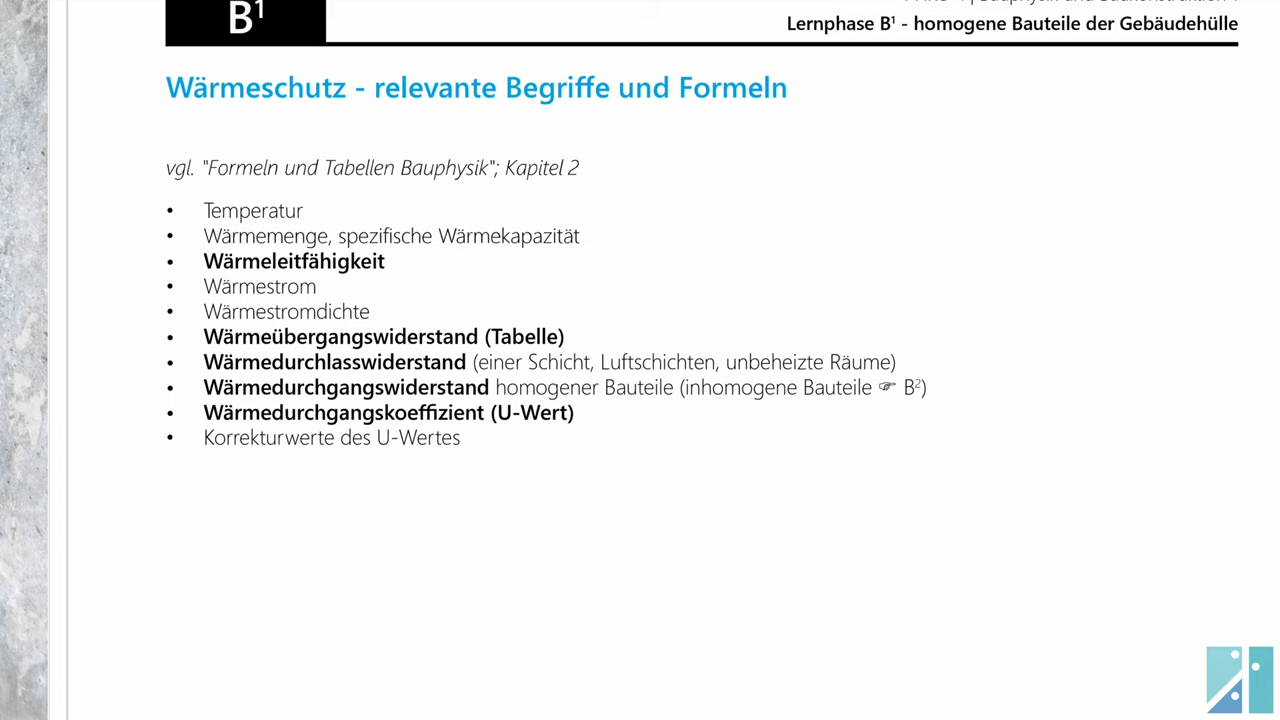 B¹
Lernphase B¹ - homogene Bauteile der Gebäudehülle
Wärmeschutz - relevante Begriffe und Formeln
vgl. "Formeln und Tabellen Bauphysik"; Kapitel 2
• Temperatur
• Wärmemenge, spezifische Wärmekapazität
• Wärmeleitfähigkeit
• Wärmestrom
• Wärmestromdichte
• Wärmeübergangswiderstand (Tabelle)
• Wärmedurchlasswiderstand (einer Schicht, Luftschichten, unbeheizte Räume)
• Wärmedurchgangswiderstand homogener Bauteile (inhomogene Bauteile ☞ B²)
• Wärmedurchgangskoeffizient (U-Wert)
• Korrekturwerte des U-Wertes